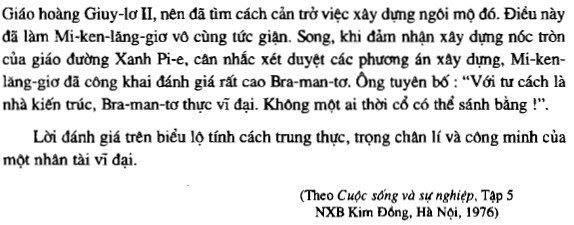 Giáo hoàng Giuy-lơ II, nên đã tìm cách cản trở việc xây dựng ngôi mộ đó. Điều này
đã làm Mi-ken-lăng-giơ vô cùng tức giận. Song, khi đảm nhận xây dựng nóc tròn
của giáo đường Xanh Pi-e, cân nhắc xét duyệt các phương án xây dựng, Mi-ken-
lăng-giơ đã công khai đánh giá rất cao Bra-man-tơ. Ông tuyên bố : “Với tư cách là
nhà kiến trúc, Bra-man-tơ thực vĩ đại. Không một ai thời cổ có thể sánh bằng !”.
Lời đánh giá trên biểu lộ tính cách trung thực, trọng chân lí và công minh của
một nhân tài vĩ đại.
(Theo Cuộc sống và sự nghiệp, Tập 5
NXB Kim Đồng, Hà Nội, 1976)